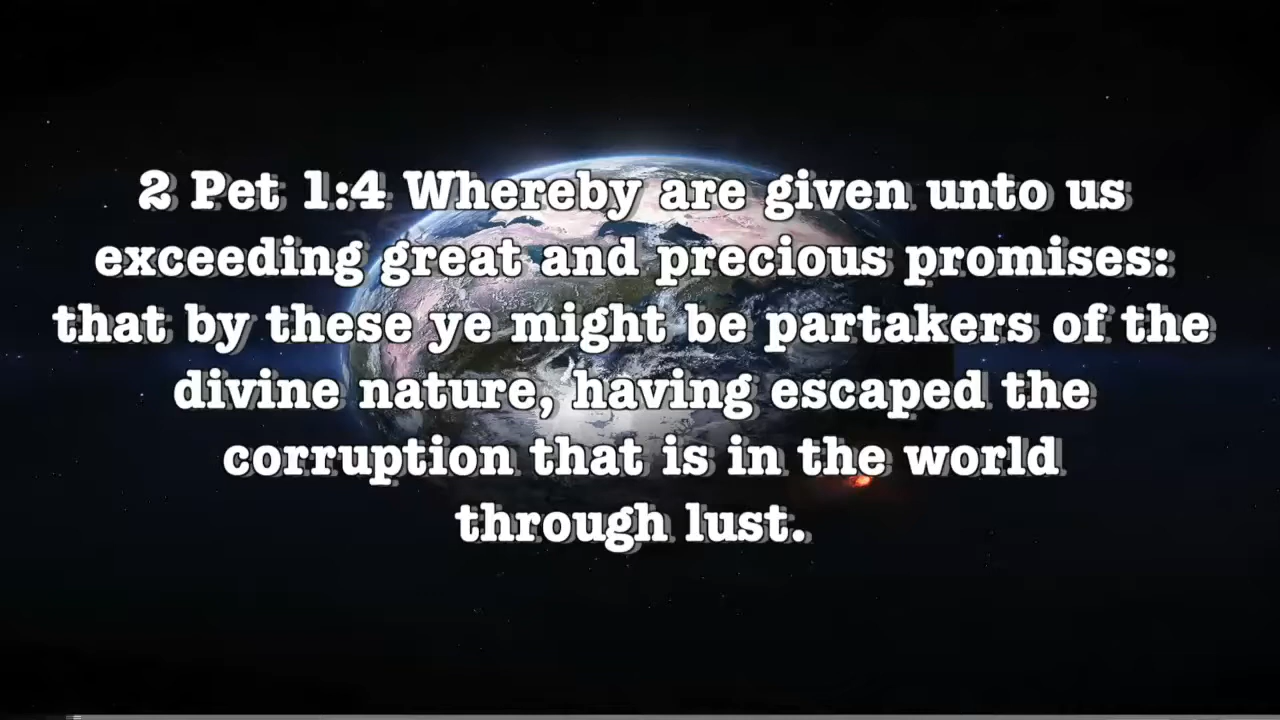 2 Pet 1:4 Whereby are given unto us
exceeding great and precious promises:
that by these ye might be partakers of the
divine nature, having escaped the
corruption that is in the world
through lust.